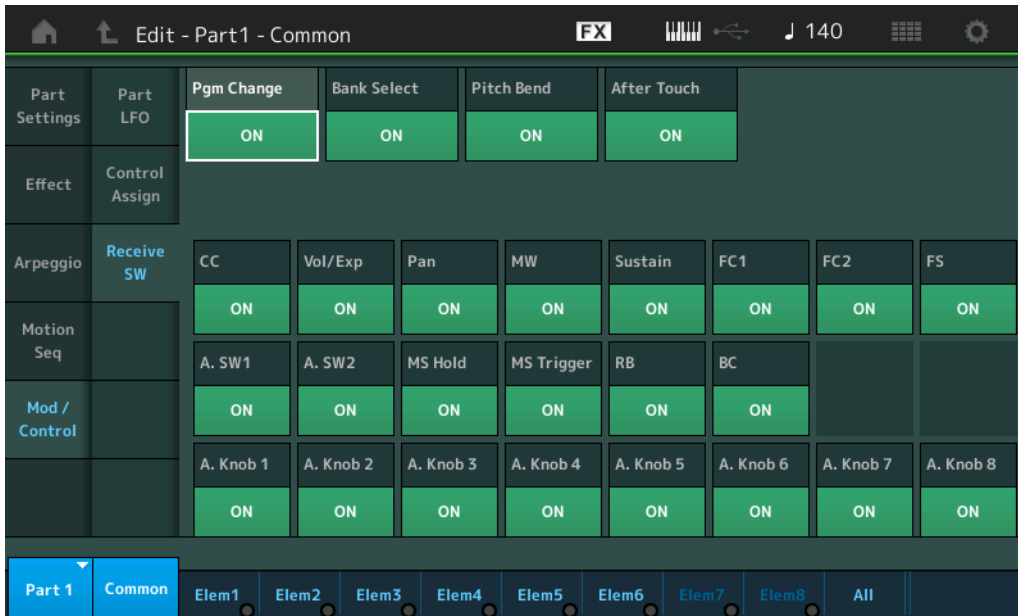 Edit - Part1 - Common FX 140
Part Settings
Part LFO
Effect
Control Assign
Arpeggio
Receive SW
Motion Seq
Mod / Control
Pgm Change Bank Select Pitch Bend After Touch
ON ON ON ON
CC Vol/Exp Pan MW Sustain FC1 FC2 FS
ON ON ON ON ON ON ON ON
A. SW1 A. SW2 MS Hold MS Trigger RB BC
ON ON ON ON ON ON
A. Knob 1 A. Knob 2 A. Knob 3 A. Knob 4 A. Knob 5 A. Knob 6 A. Knob 7 A. Knob 8
ON ON ON ON ON ON ON ON
Part 1 Common Elem1 Elem2 Elem3 Elem4 Elem5 Elem6 Elem7 Elem8 All